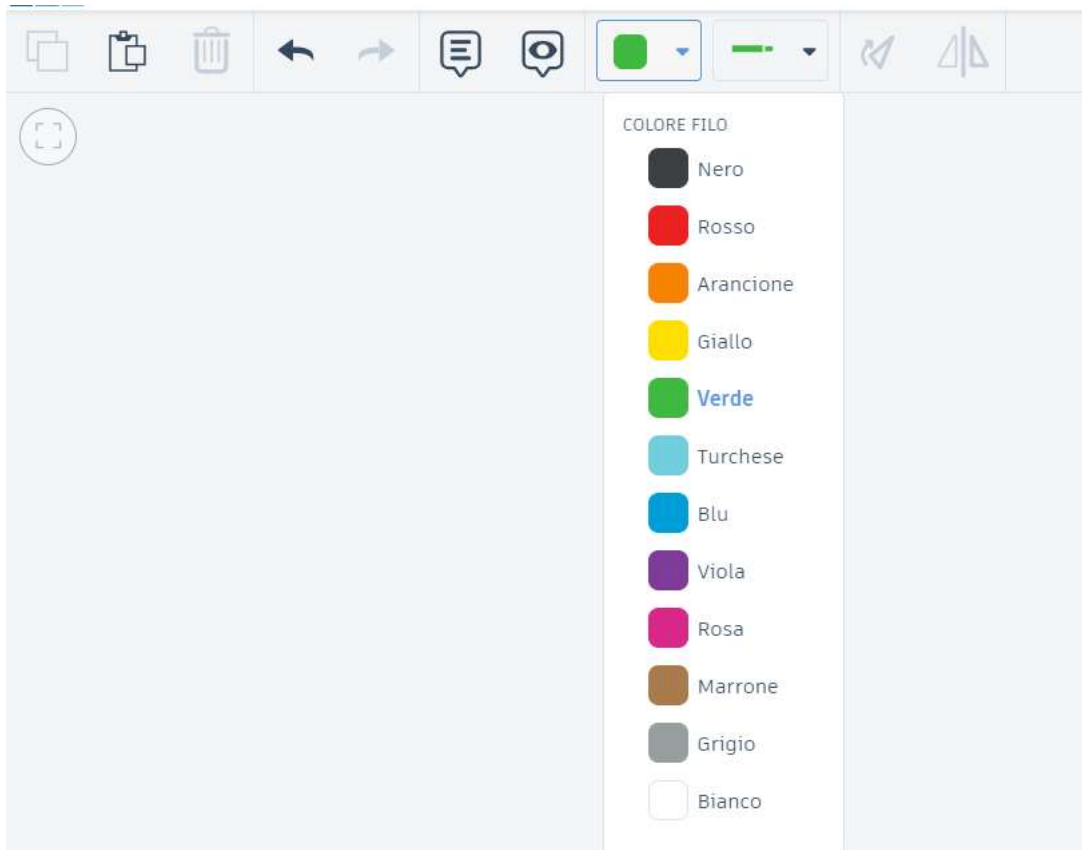 COLORE FILO
Nero
Rosso
Arancione
Giallo
Verde
Turchese
Blu
Viola
Rosa
Marrone
Grigio
Bianco